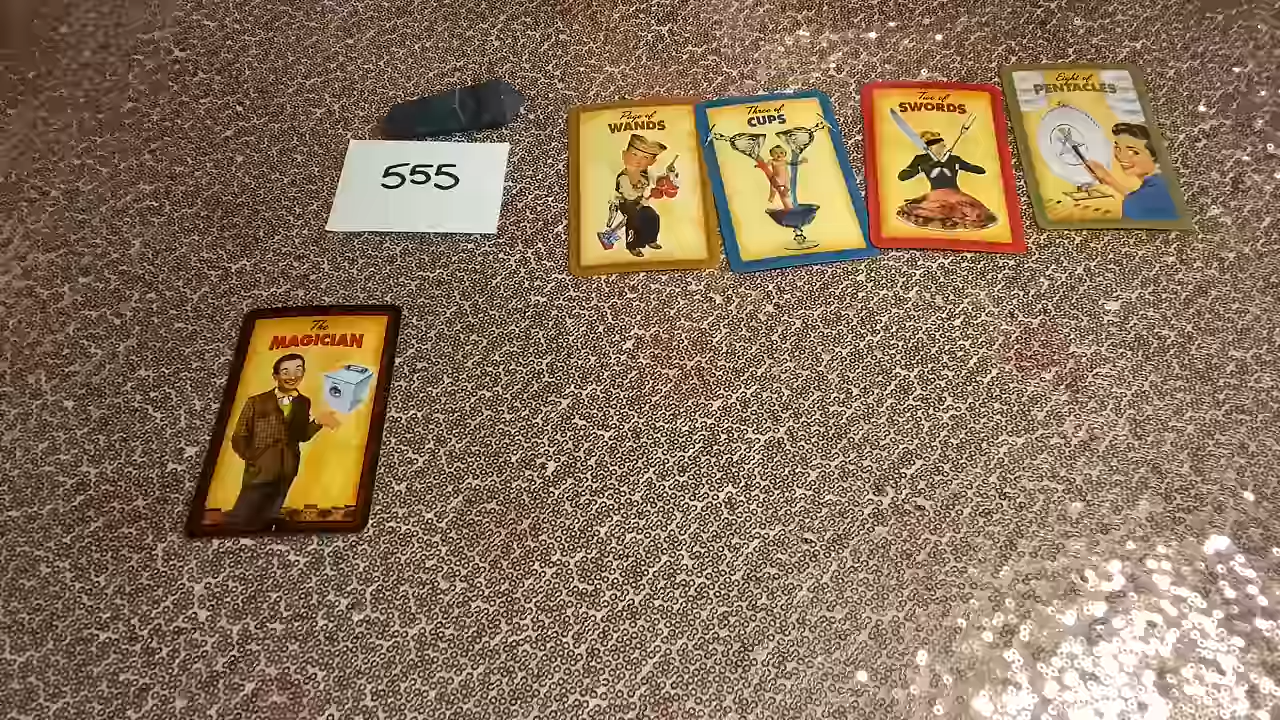 555
Page of
WANDS
Three of
CUPS
Two of
SWORDS
Eight of
PENTACLES
The
MAGICIAN